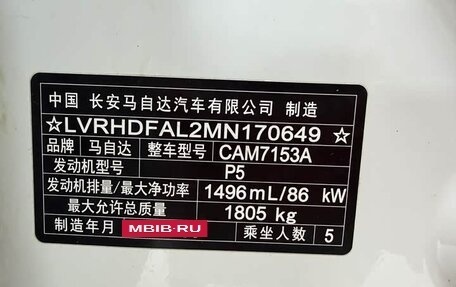 中国 长安马自达汽车有限公司 制造
☆LVRHDFAL2MN170649☆
品牌 马自达 整车型号 CAM7153A
发动机型号 P5
发动机排量/最大净功率 1496mL/86 kW
最大允许总质量 1805 kg
制造年月 MBIB-RU 乘坐人数 5